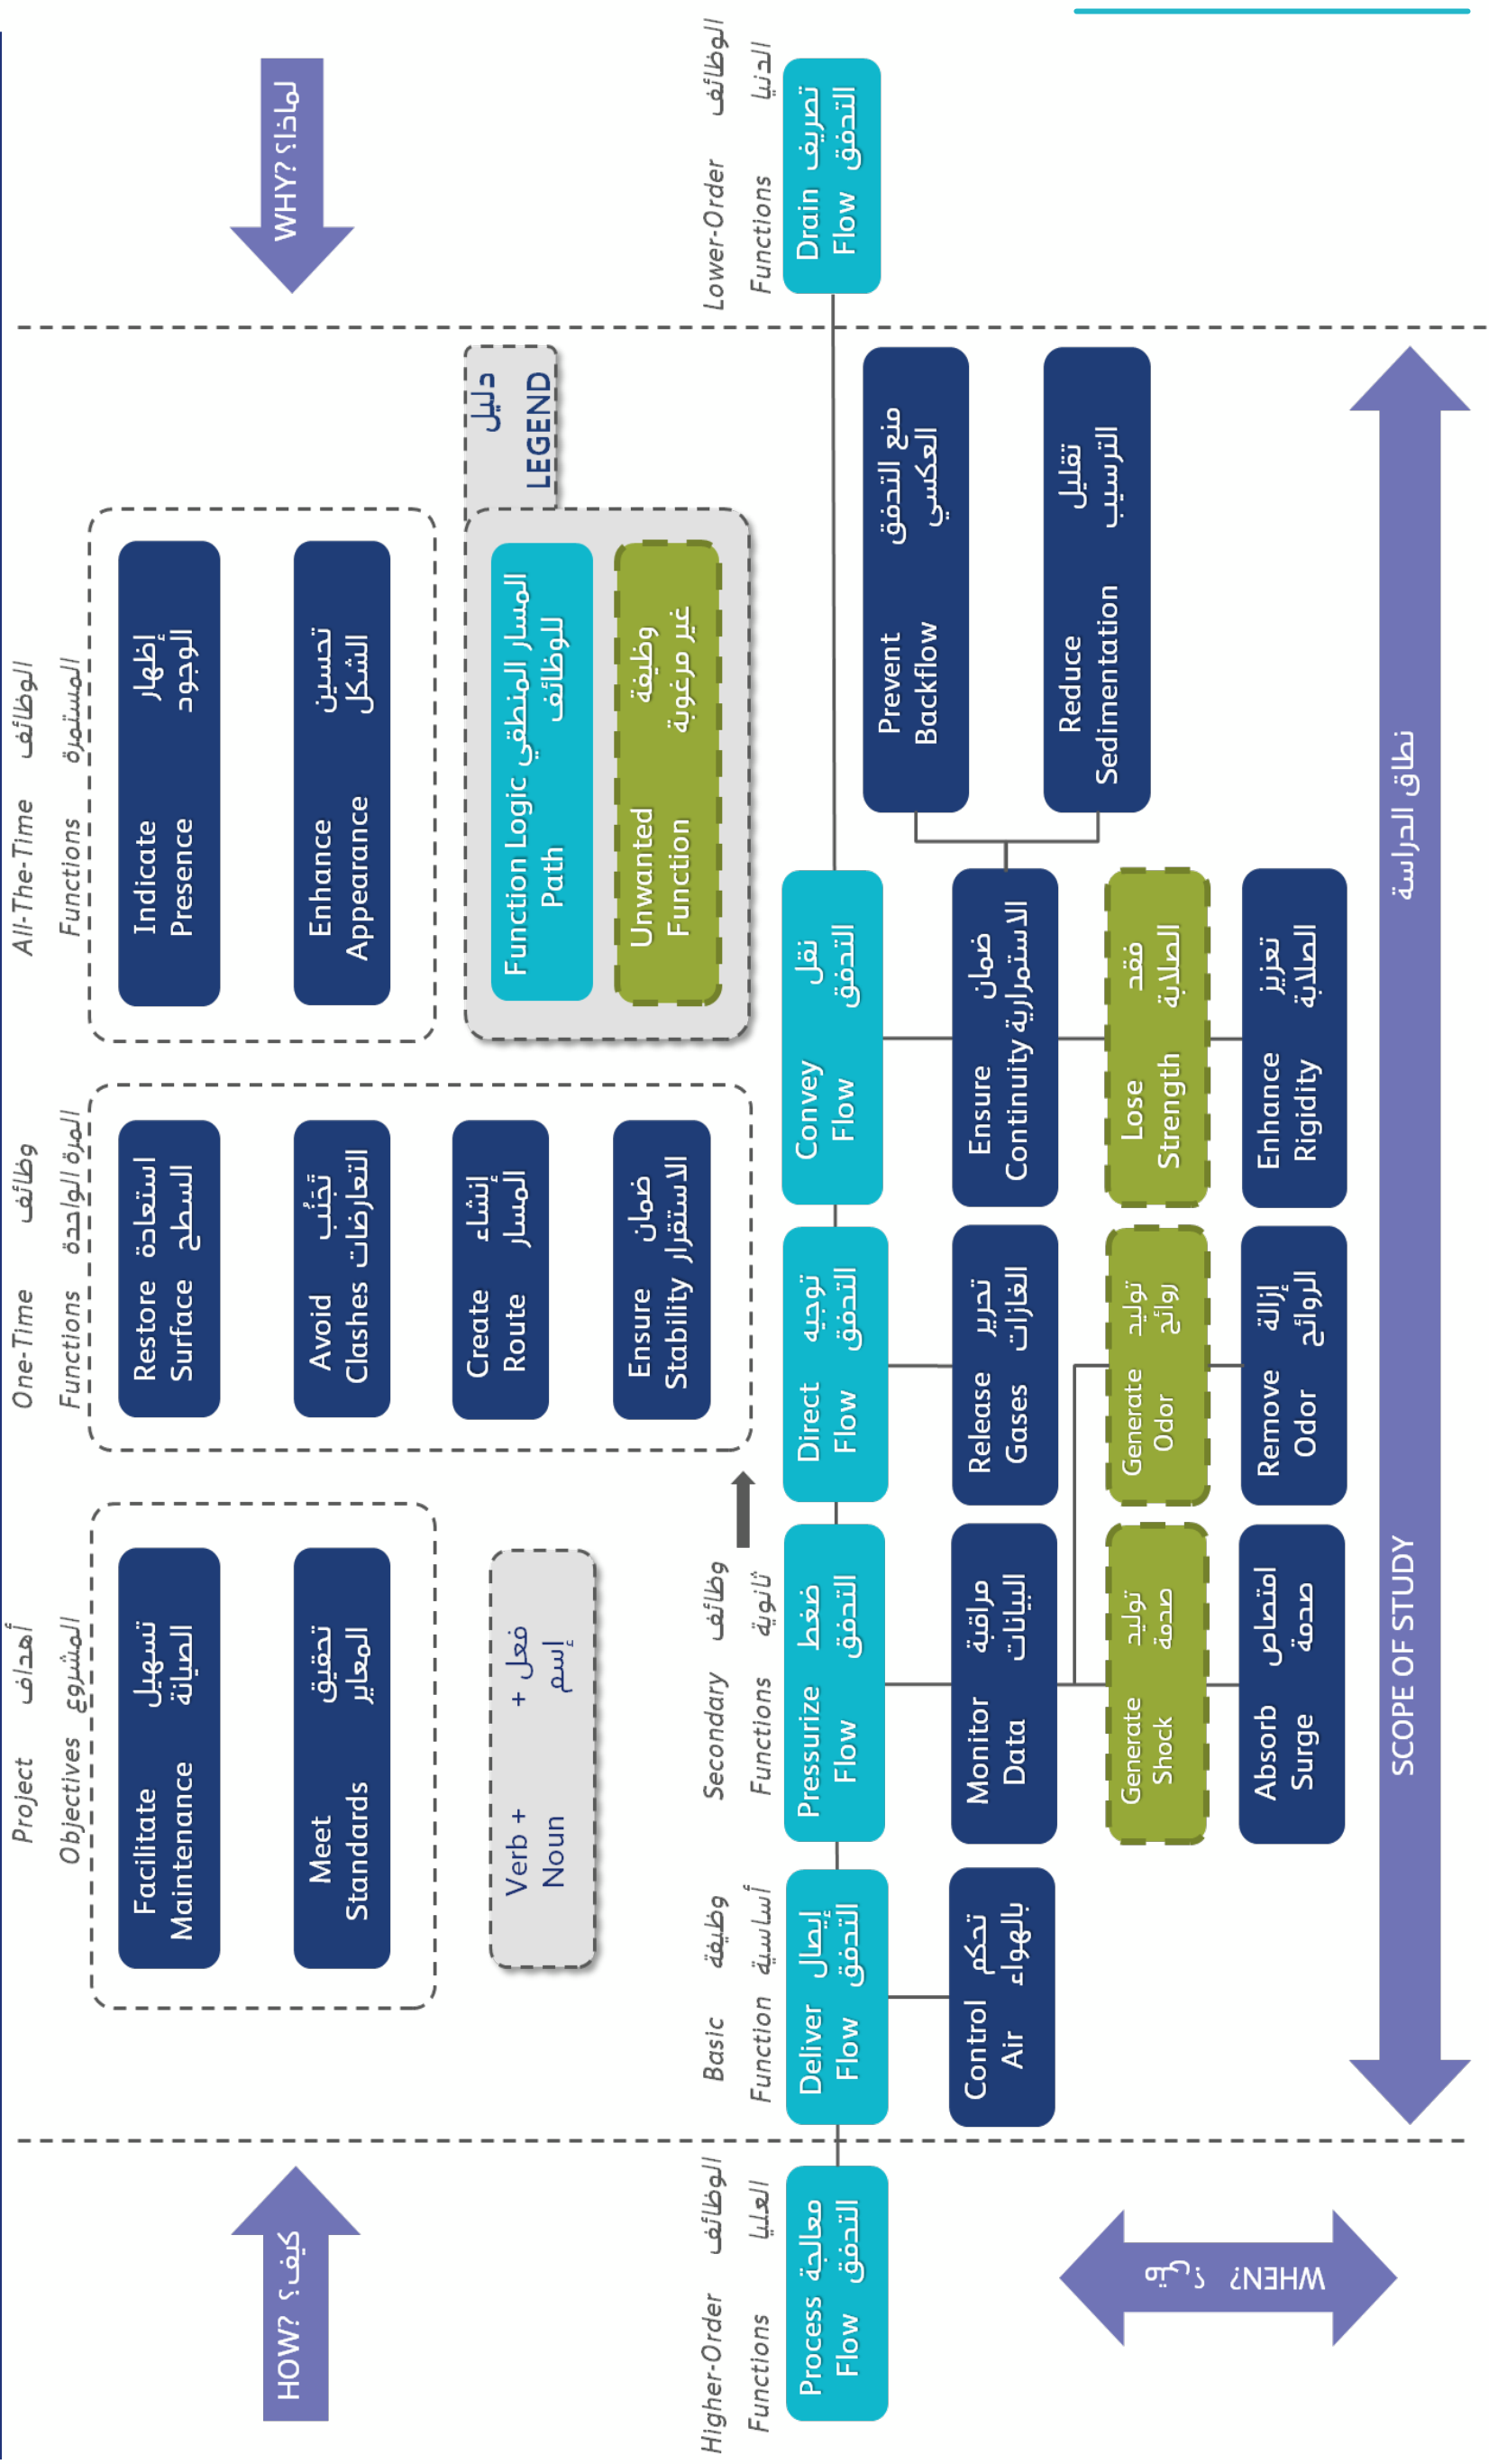 HOW? كيف؟
WHY? لماذا؟
Project أهداف
Objectives المشروع
Facilitate تسهيل
Maintenance الصيانة
Meet تحقيق
Standards المعاير
Verb + فعل +
Noun إسم
One-Time وظائف
Functions المرة الواحدة
Restore استعادة
Surface السطح
Avoid تَجَنُب
Clashes التعارضات
Create إنشاء
Route المسار
Ensure ضمان
Stability الاستقرار
All-The-Time الوظائف
Functions المستمرة
Indicate إظهار
Presence الوجود
Enhance تحسين
Appearance الشكل
دليل
LEGEND
Function Logic المسار المنطقي
Path للوظائف
Unwanted وظيفة
Function غير مرغوبة
Higher-Order الوظائف
Functions العليا
Basic وظيفة
Function أساسية
Secondary وظائف
Functions ثانوية
Lower-Order الوظائف
Functions الدنيا
Process معالجة
Flow التدفق
Deliver إيصال
Flow التدفق
Pressurize ضغط
Flow التدفق
Direct توجيه
Flow التدفق
Convey نقل
Flow التدفق
Drain تصريف
Flow التدفق
Control تحكم
Air بالهواء
Monitor مراقبة
Data البيانات
Release تحرير
Gases الغازات
Ensure ضمان
Continuity الاستمرارية
Prevent منع التدفق
Backflow العكسي
Reduce تقليل
Sedimentation الترسيب
Generate توليد
Shock صدمة
Generate توليد
Odor روائح
Lose فقد
Strength الصلابة
Absorb امتصاص
Surge صدمة
Remove إزالة
Odor الروائح
Enhance تعزيز
Rigidity الصلابة
WHEN?
SCOPE OF STUDY نطاق الدراسة